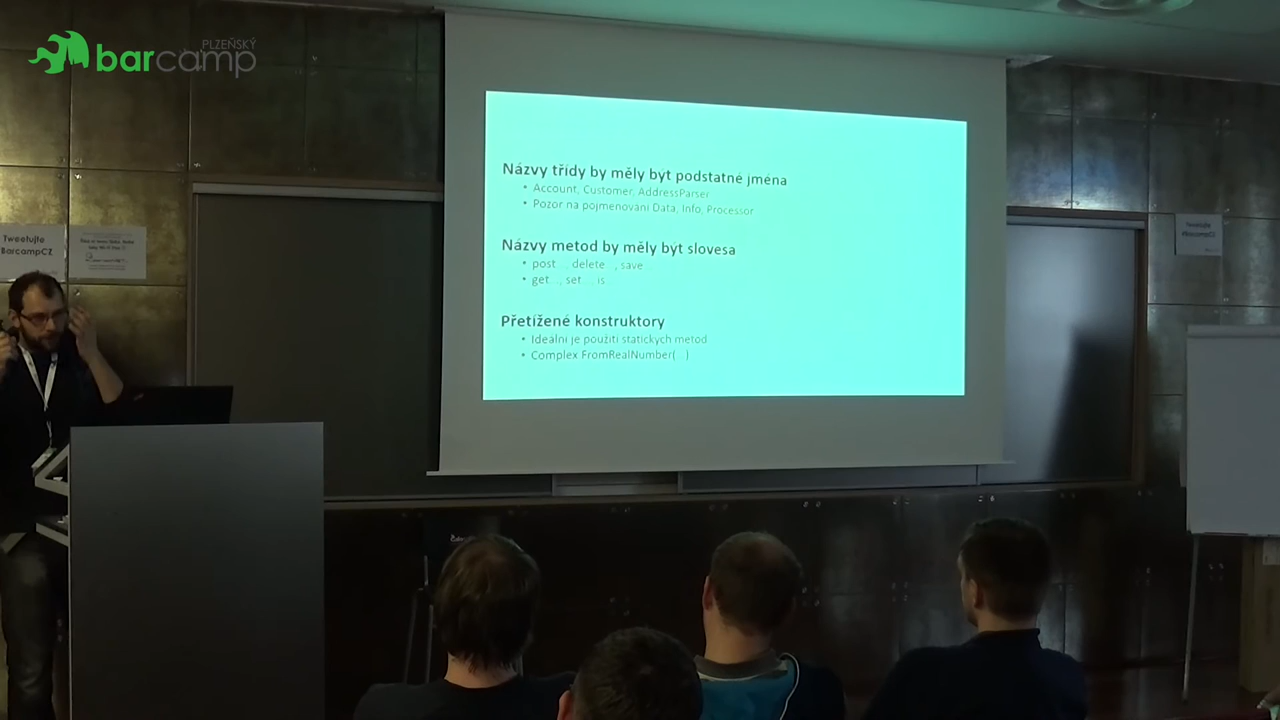 PLZEŇSKÝ
barcamp
Názvy třídy by měly být podstatné jména
• Account, Customer, AddressParser
• Pozor na pojmenování Data, Info, Processor
Názvy metod by měly být slovesa
• post…, delete…, save…
• get…, set…, is…
Přetížené konstruktory
• Ideální je použití statických metod
• Complex.FromRealNumber(…)
Tweetujte
BarcampCZ